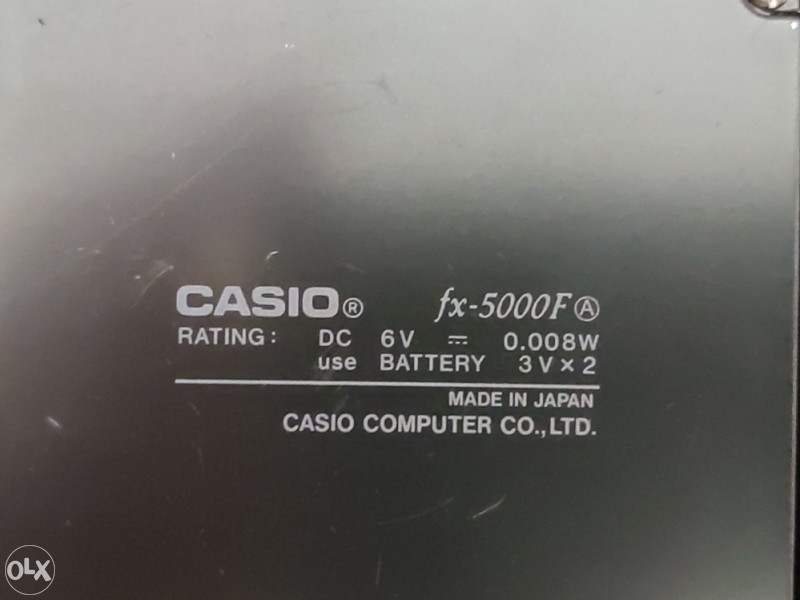 CASIO® fx-5000F Ⓐ
RATING: DC 6V ⎓ 0.008W
use BATTERY 3V×2
MADE IN JAPAN
CASIO COMPUTER CO.,LTD.
OLX